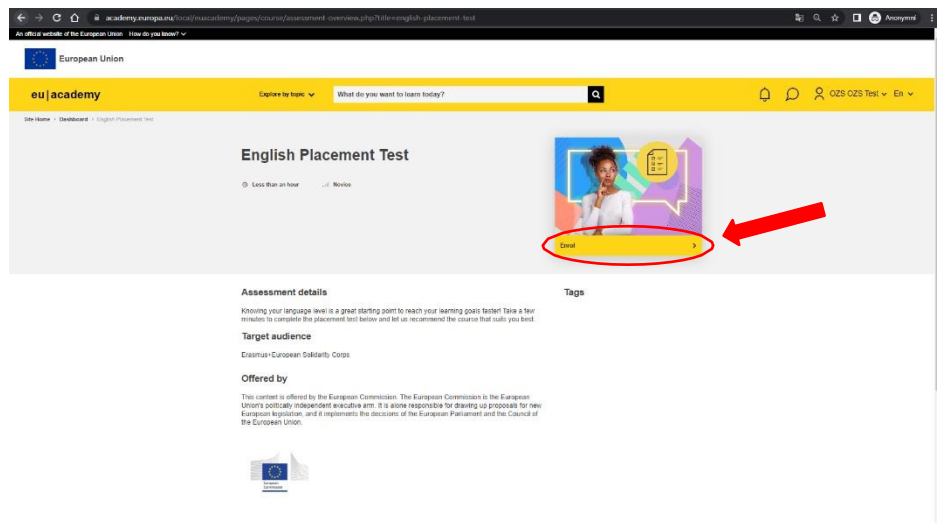 academy.europa.eu/local/euacademy/pages/course/assessment-overview.php?title=english-placement-test
Anonymní
An official website of the European Union How do you know?
European Union
eu|academy
Explore by topic
What do you want to learn today?
OZS OZS Test
En
Site Home
Dashboard
English Placement Test
English Placement Test
Less than an hour
Novice
Enrol
Assessment details
Tags
Knowing your language level is a great starting point to reach your learning goals faster! Take a few
minutes to complete the placement test below and let us recommend the course that suits you best.
Target audience
Erasmus+European Solidarity Corps
Offered by
This content is offered by the European Commission. The European Commission is the European
Union's politically independent executive arm. It is alone responsible for drawing up proposals for new
European legislation, and it implements the decisions of the European Parliament and the Council of
the European Union.
European
Commission